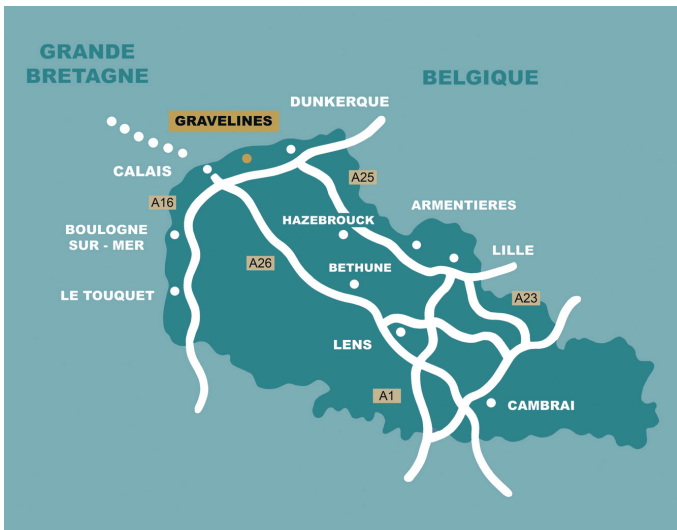 GRANDE
BRETAGNE
BELGIQUE
DUNKERQUE
GRAVELINES
CALAIS
A25
A16
ARMENTIERES
HAZEBROUCK
BOULOGNE
SUR - MER
LILLE
A26
BETHUNE
LE TOUQUET
A23
LENS
A1
CAMBRAI